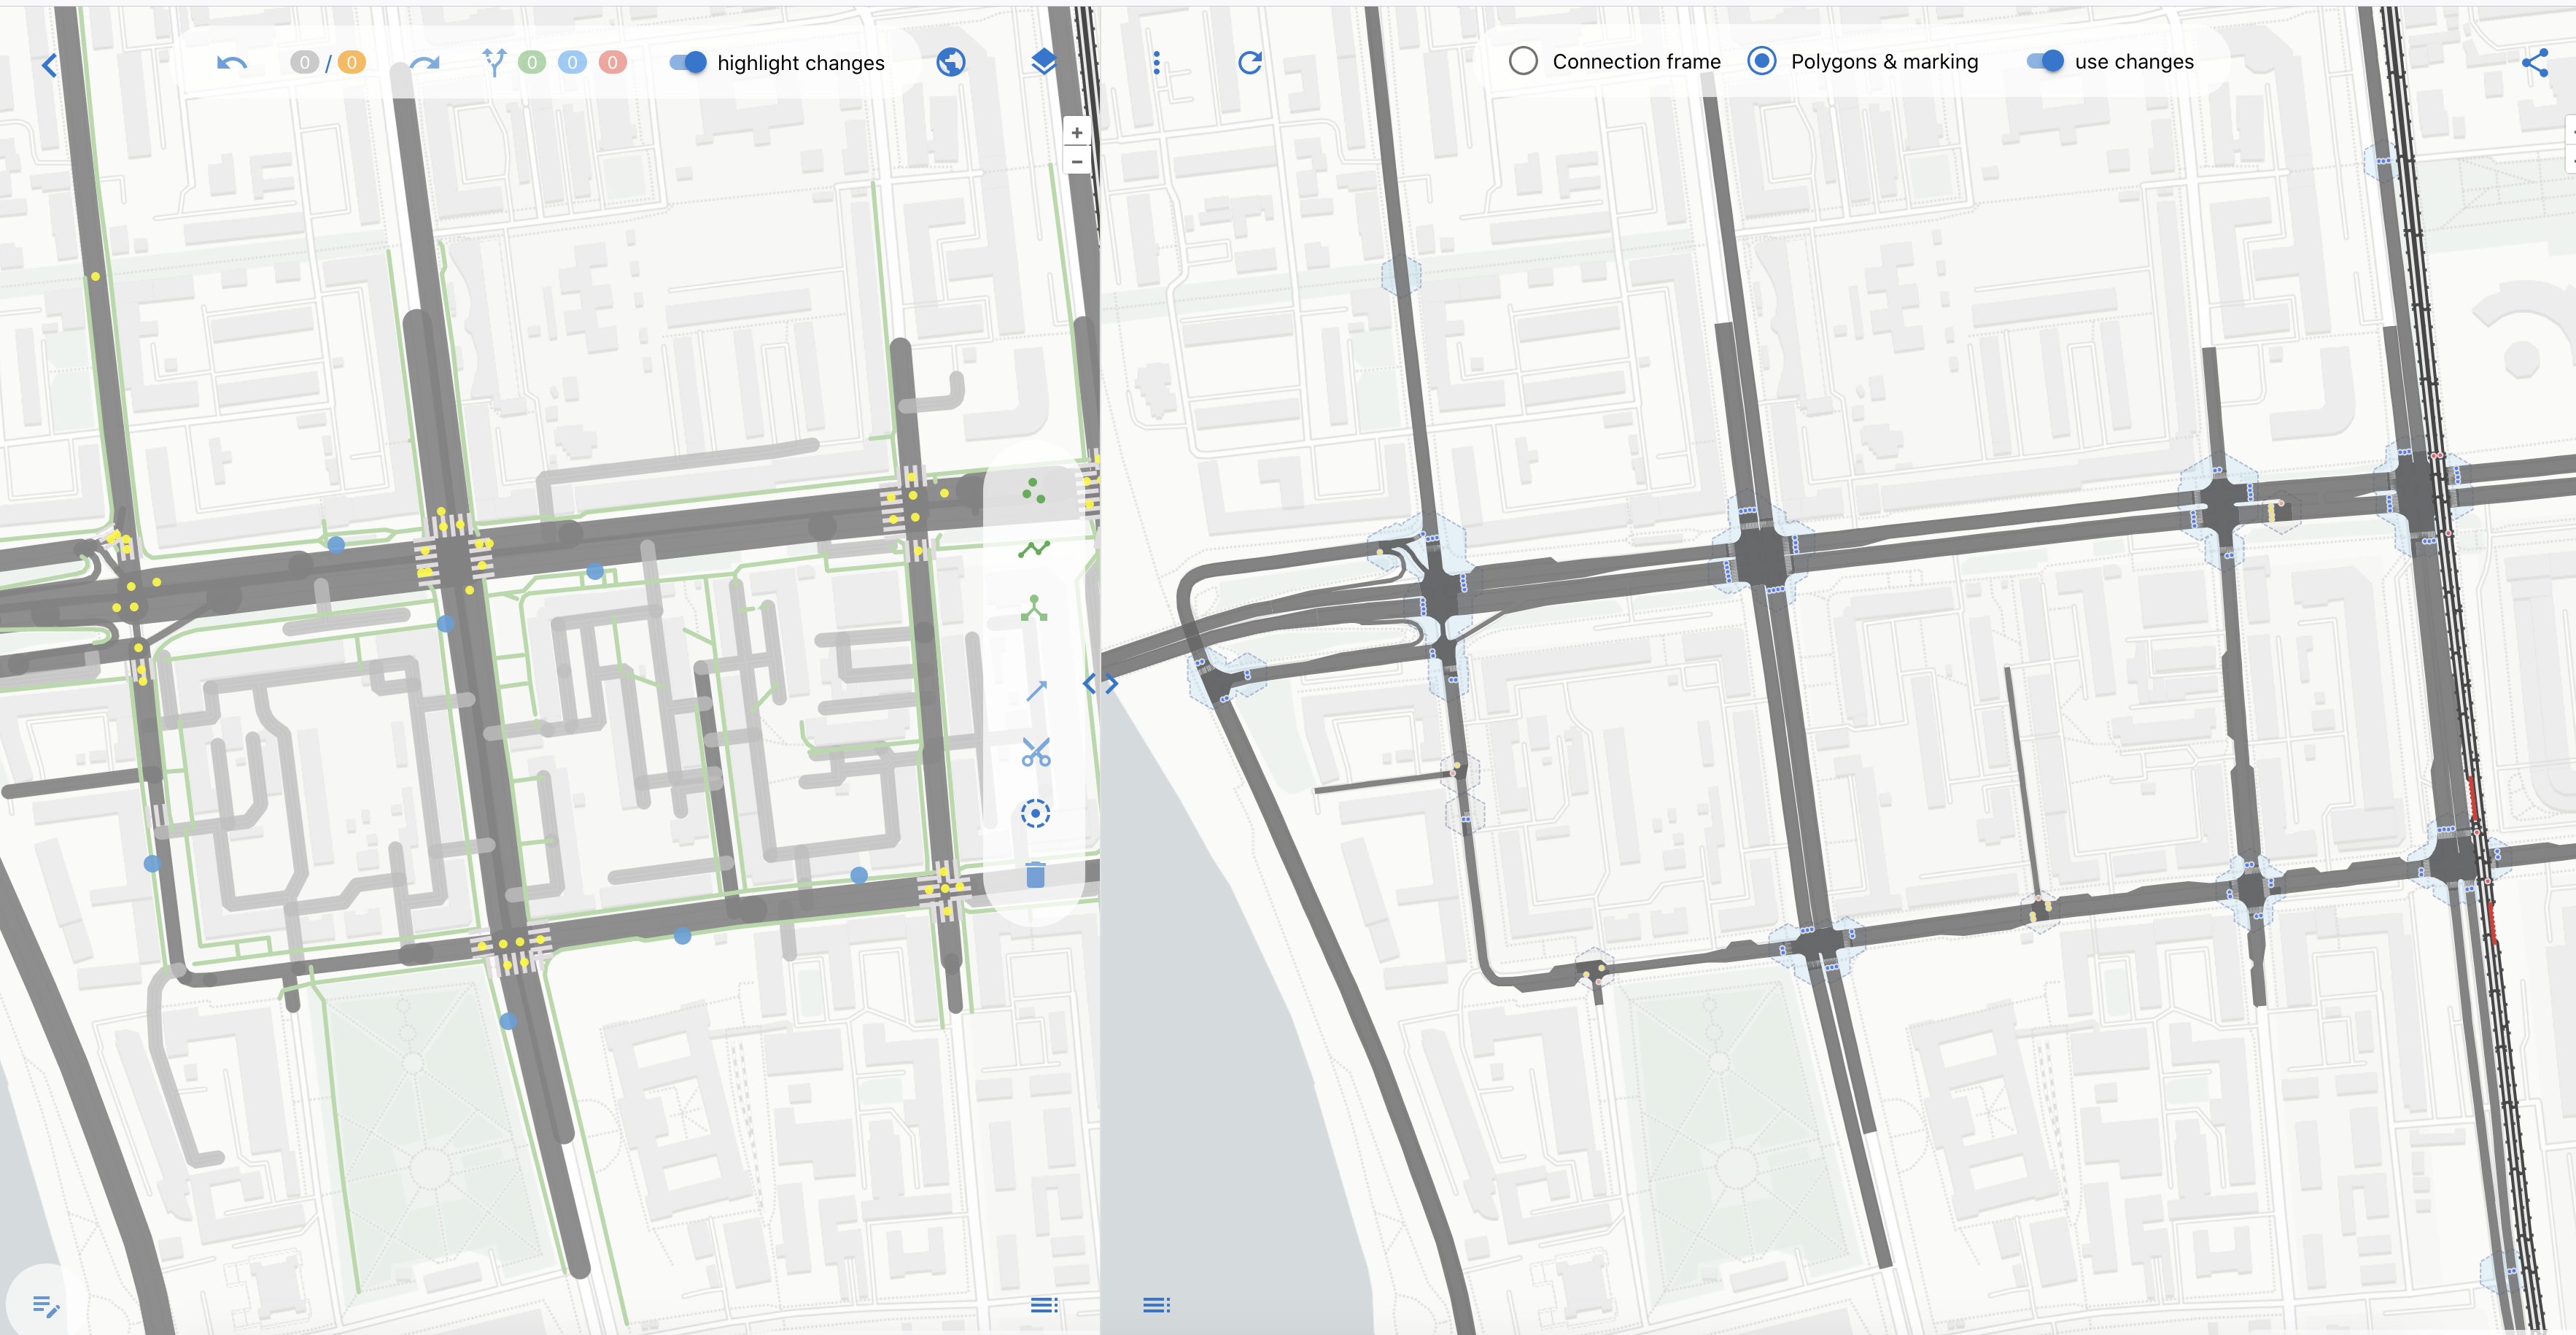 0 / 0
0 0 0
highlight changes
Connection frame
Polygons & marking
use changes
+
−